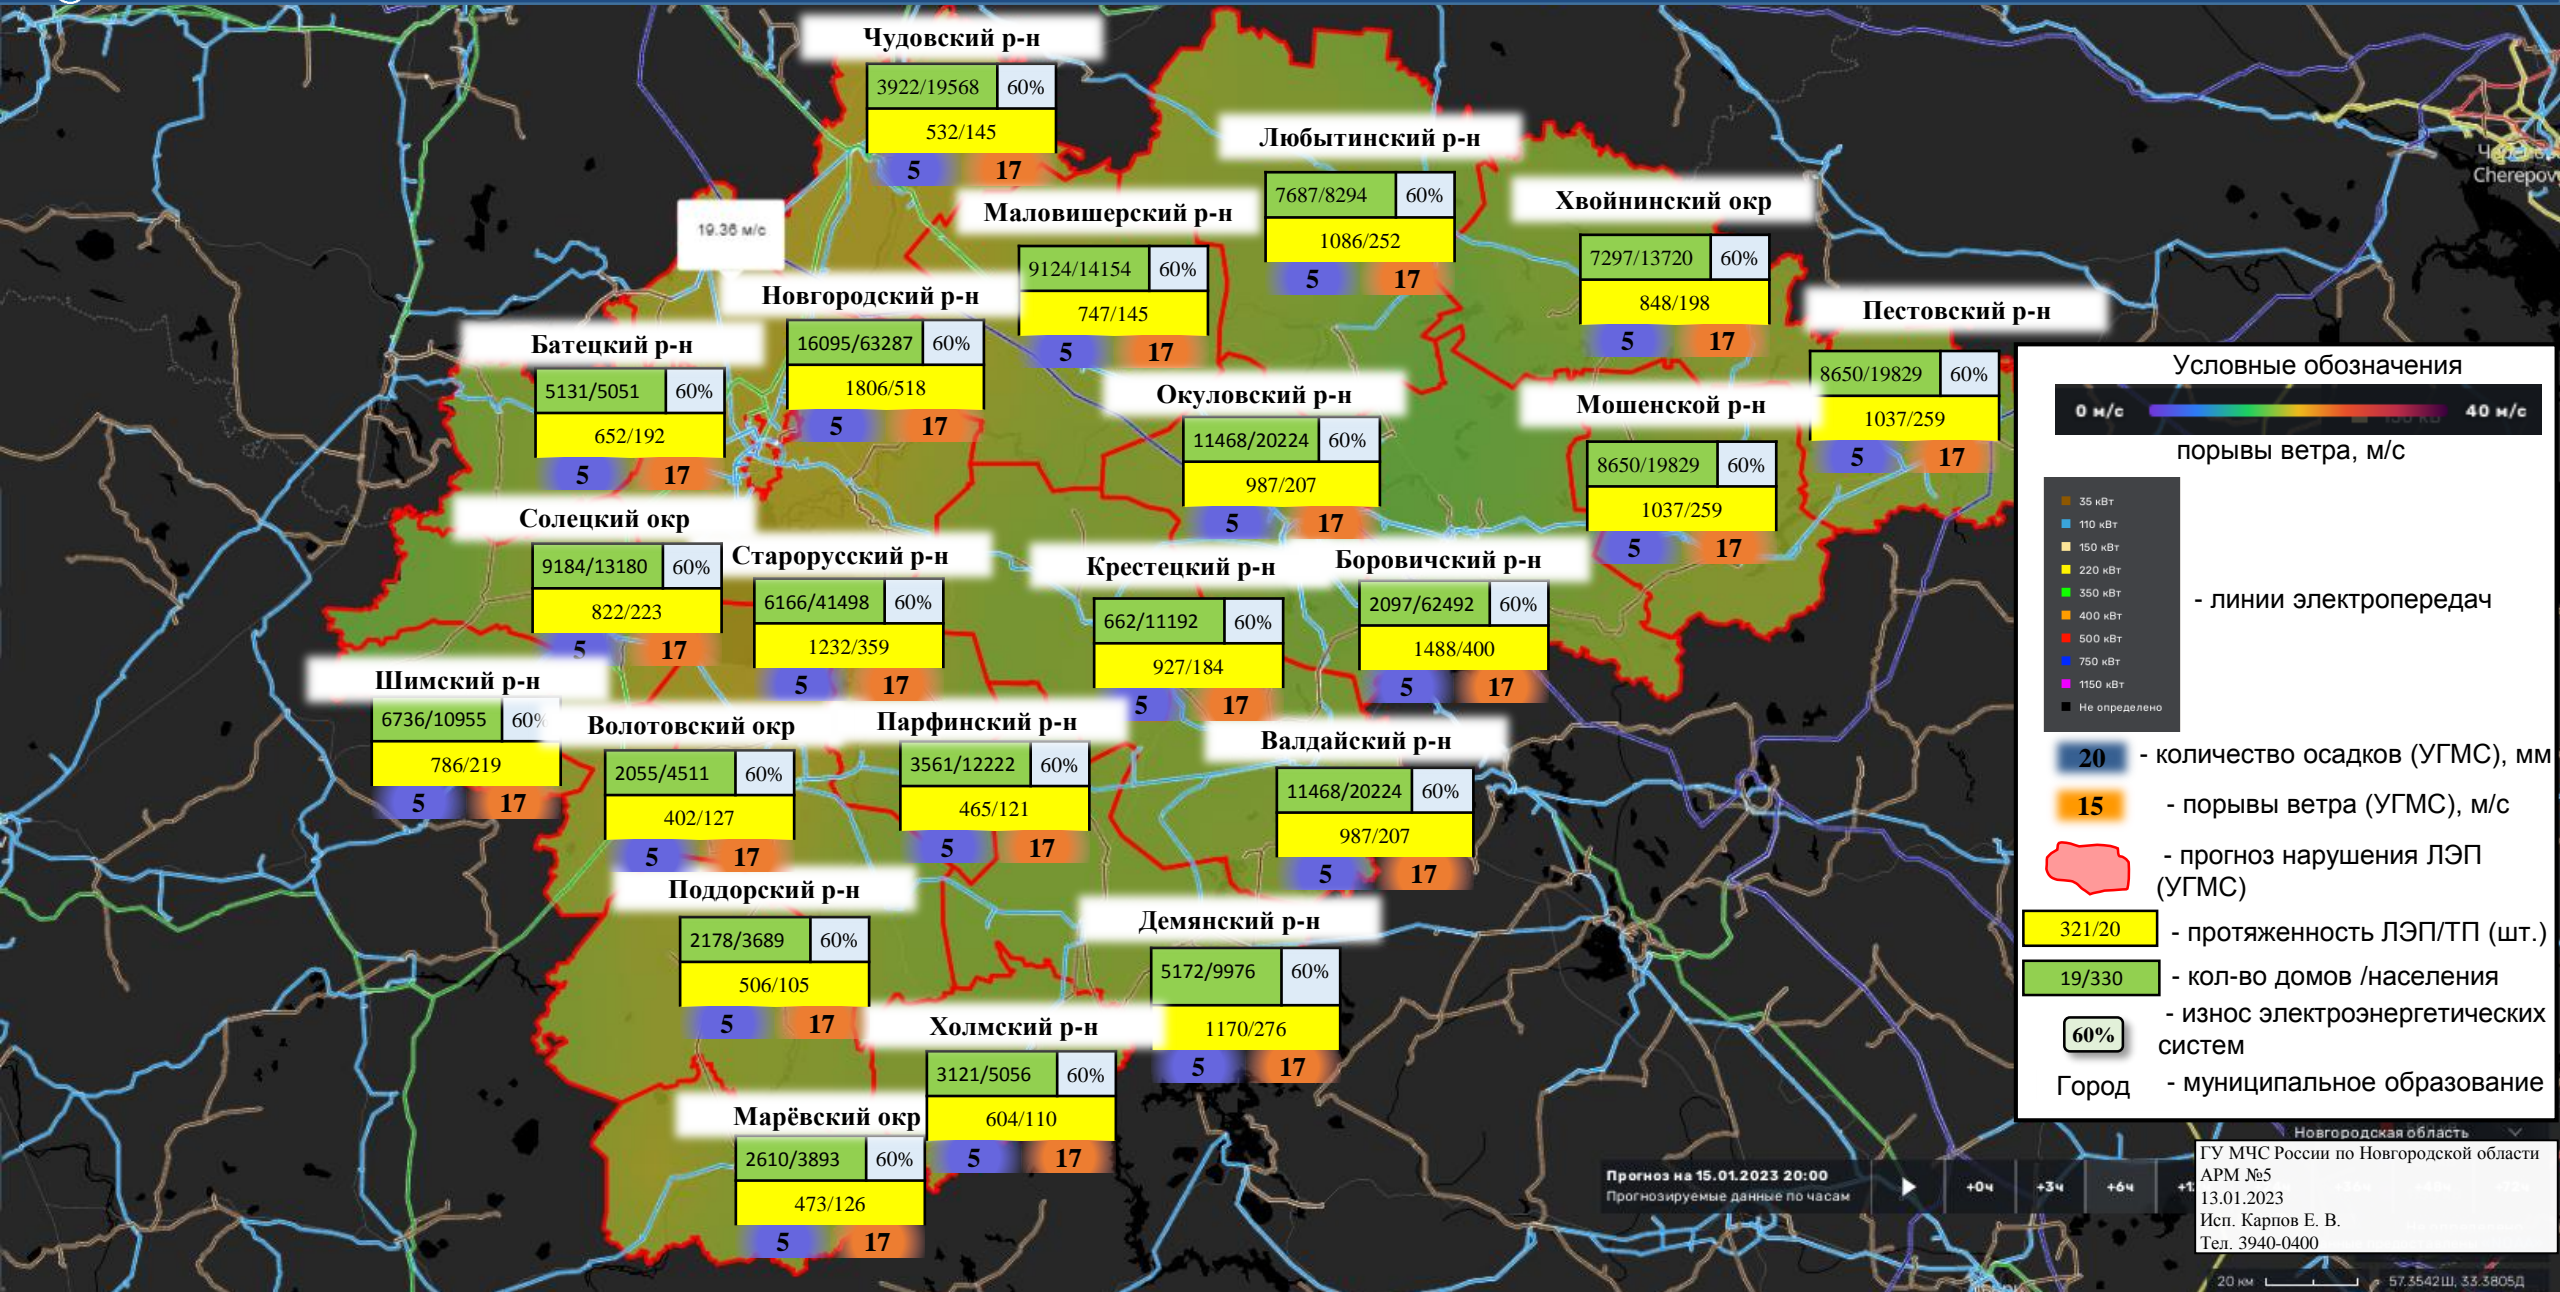 Чудовский р-н
3922/19568 60%
532/145
5 17
Любытинский р-н
7687/8294 60%
1086/252
5 17
Маловишерский р-н
9124/14154 60%
747/145
5 17
Хвойнинский окр
7297/13720 60%
848/198
5 17
19.36 м/с
Новгородский р-н
16095/63287 60%
1806/518
5 17
Пестовский р-н
8650/19829 60%
1037/259
5 17
Батецкий р-н
5131/5051 60%
652/192
5 17
Окуловский р-н
11468/20224 60%
987/207
5 17
Мошенской р-н
8650/19829 60%
1037/259
5 17
Солецкий окр
9184/13180 60%
822/223
5 17
Старорусский р-н
6166/41498 60%
1232/359
5 17
Крестецкий р-н
662/11192 60%
927/184
5 17
Боровичский р-н
2097/62492 60%
1488/400
5 17
Шимский р-н
6736/10955 60%
786/219
5 17
Волотовский окр
2055/4511 60%
402/127
5 17
Парфинский р-н
3561/12222 60%
465/121
5 17
Валдайский р-н
11468/20224 60%
987/207
5 17
Поддорский р-н
2178/3689 60%
506/105
5 17
Демянский р-н
5172/9976 60%
1170/276
5 17
Холмский р-н
3121/5056 60%
604/110
5 17
Марёвский окр
2610/3893 60%
473/126
5 17
Cherepov
Условные обозначения
0 м/с 40 м/с
порывы ветра, м/с
35 кВт
110 кВт
150 кВт
220 кВт
350 кВт
400 кВт
500 кВт
750 кВт
1150 кВт
Не определено
- линии электропередач
20 - количество осадков (УГМС), мм
15 - порывы ветра (УГМС), м/с
- прогноз нарушения ЛЭП
(УГМС)
321/20 - протяженность ЛЭП/ТП (шт.)
19/330 - кол-во домов /населения
60% - износ электроэнергетических
систем
Город - муниципальное образование
Новгородская область
ГУ МЧС России по Новгородской области
АРМ №5
13.01.2023
Исп. Карпов Е. В.
Тел. 3940-0400
Прогноз на 15.01.2023 20:00
Прогнозируемые данные по часам
+0ч +3ч +6ч
20 км 57.3542Ш, 33.3805Д